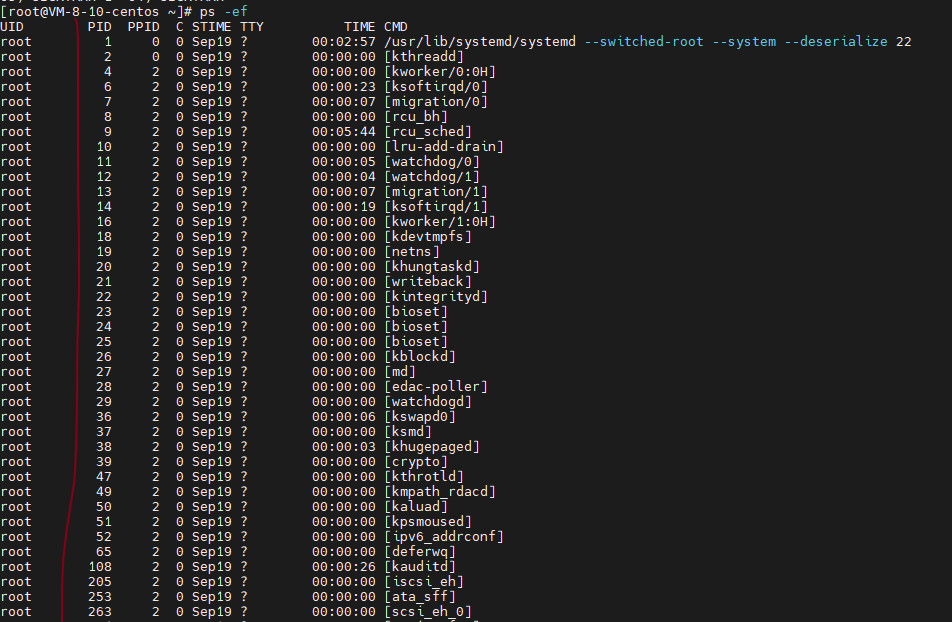 [root@VM-8-10-centos ~]# ps -ef
UID        PID  PPID  C STIME TTY          TIME CMD
root         1     0  0 Sep19 ?        00:02:57 /usr/lib/systemd/systemd --switched-root --system --deserialize 22
root         2     0  0 Sep19 ?        00:00:00 [kthreadd]
root         4     2  0 Sep19 ?        00:00:00 [kworker/0:0H]
root         6     2  0 Sep19 ?        00:00:23 [ksoftirqd/0]
root         7     2  0 Sep19 ?        00:00:07 [migration/0]
root         8     2  0 Sep19 ?        00:00:00 [rcu_bh]
root         9     2  0 Sep19 ?        00:05:44 [rcu_sched]
root        10     2  0 Sep19 ?        00:00:00 [lru-add-drain]
root        11     2  0 Sep19 ?        00:00:05 [watchdog/0]
root        12     2  0 Sep19 ?        00:00:04 [watchdog/1]
root        13     2  0 Sep19 ?        00:00:07 [migration/1]
root        14     2  0 Sep19 ?        00:00:19 [ksoftirqd/1]
root        16     2  0 Sep19 ?        00:00:00 [kworker/1:0H]
root        18     2  0 Sep19 ?        00:00:00 [kdevtmpfs]
root        19     2  0 Sep19 ?        00:00:00 [netns]
root        20     2  0 Sep19 ?        00:00:00 [khungtaskd]
root        21     2  0 Sep19 ?        00:00:00 [writeback]
root        22     2  0 Sep19 ?        00:00:00 [kintegrityd]
root        23     2  0 Sep19 ?        00:00:00 [bioset]
root        24     2  0 Sep19 ?        00:00:00 [bioset]
root        25     2  0 Sep19 ?        00:00:00 [bioset]
root        26     2  0 Sep19 ?        00:00:00 [kblockd]
root        27     2  0 Sep19 ?        00:00:00 [md]
root        28     2  0 Sep19 ?        00:00:00 [edac-poller]
root        29     2  0 Sep19 ?        00:00:00 [watchdogd]
root        36     2  0 Sep19 ?        00:00:06 [kswapd0]
root        37     2  0 Sep19 ?        00:00:00 [ksmd]
root        38     2  0 Sep19 ?        00:00:03 [khugepaged]
root        39     2  0 Sep19 ?        00:00:00 [crypto]
root        47     2  0 Sep19 ?        00:00:00 [kthrotld]
root        49     2  0 Sep19 ?        00:00:00 [kmpath_rdacd]
root        50     2  0 Sep19 ?        00:00:00 [kaluad]
root        51     2  0 Sep19 ?        00:00:00 [kpsmoused]
root        52     2  0 Sep19 ?        00:00:00 [ipv6_addrconf]
root        65     2  0 Sep19 ?        00:00:00 [deferwq]
root       108     2  0 Sep19 ?        00:00:26 [kauditd]
root       205     2  0 Sep19 ?        00:00:00 [iscsi_eh]
root       253     2  0 Sep19 ?        00:00:00 [ata_sff]
root       263     2  0 Sep19 ?        00:00:00 [scsi_eh_0]